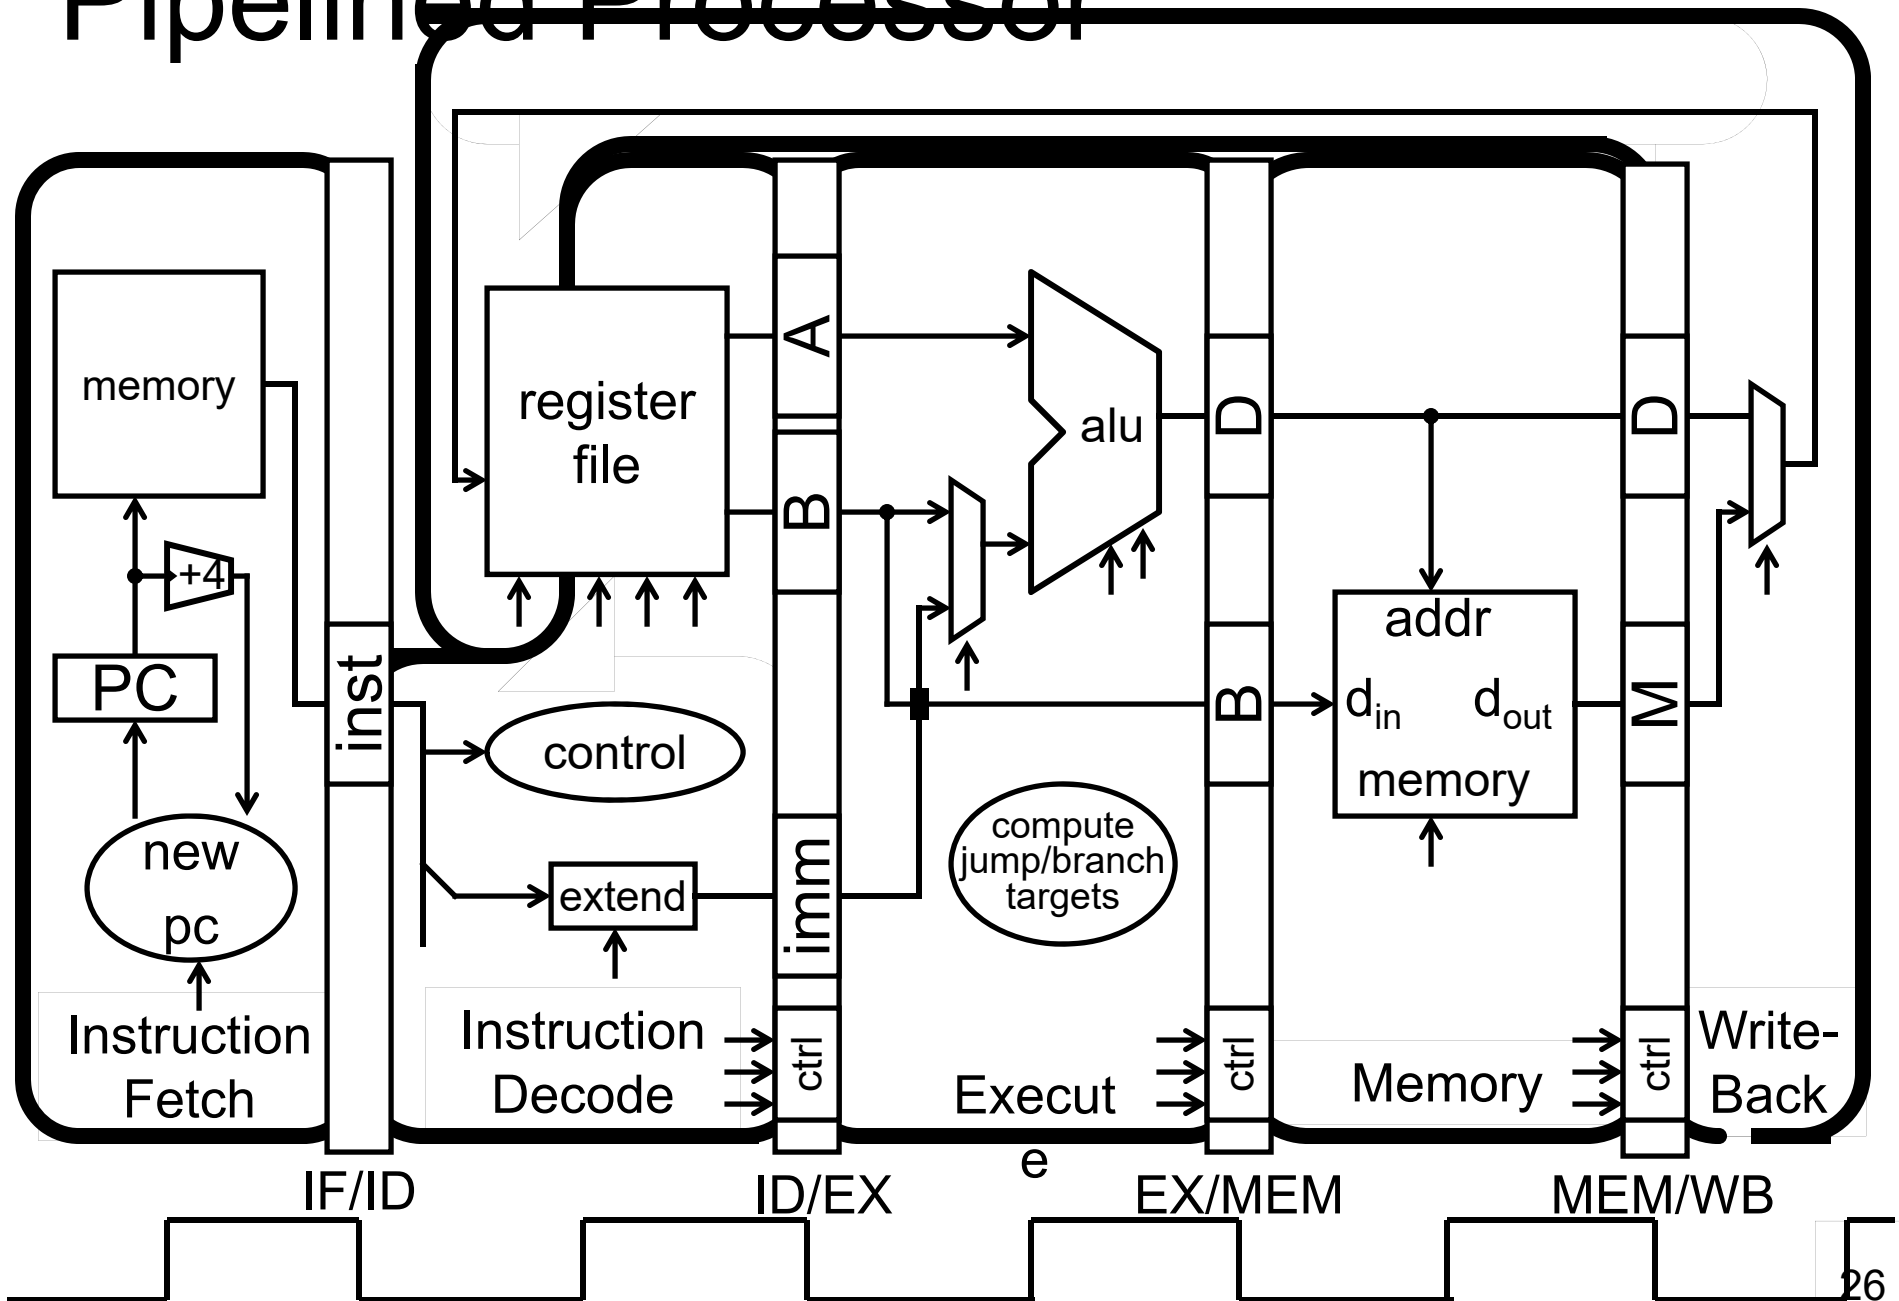 Pipelined Processor
memory
+4
PC
new
pc
Instruction
Fetch
inst
IF/ID
register
file
control
extend
Instruction
Decode
A
B
imm
ctrl
ID/EX
alu
compute
jump/branch
targets
Execut
e
D
B
ctrl
EX/MEM
addr
din
dout
memory
Memory
D
M
ctrl
MEM/WB
Write-
Back
26